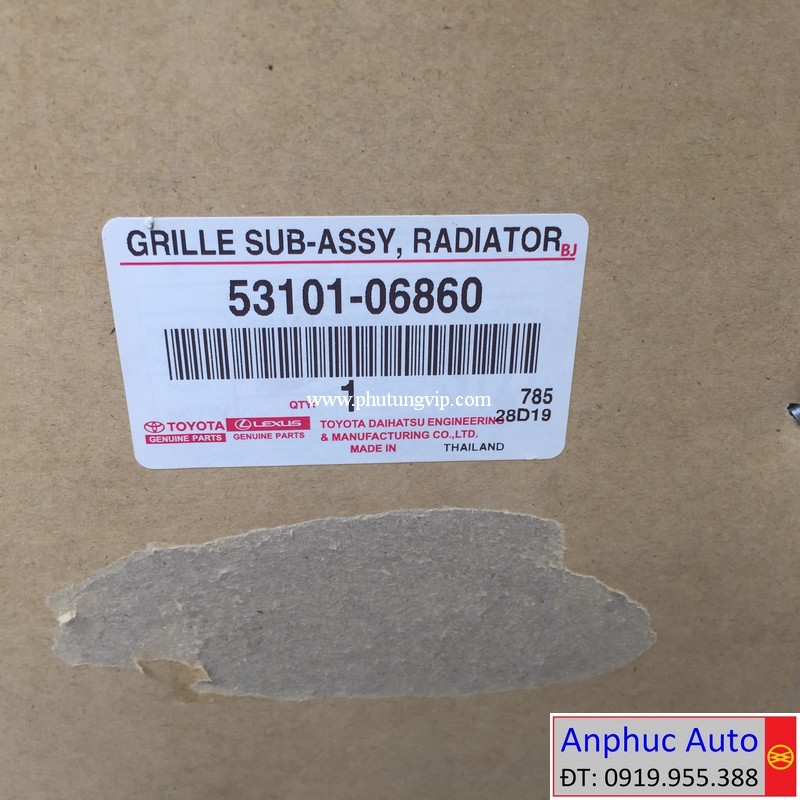 GRILLE SUB-ASSY, RADIATOR BJ
53101-06860
QTY: 1
www.phutungvip.com
785
28D19
TOYOTA LEXUS
GENUINE PARTS GENUINE PARTS
TOYOTA DAIHATSU ENGINEERING
& MANUFACTURING CO.,LTD.
MADE IN THAILAND
Anphuc Auto
ĐT: 0919.955.388